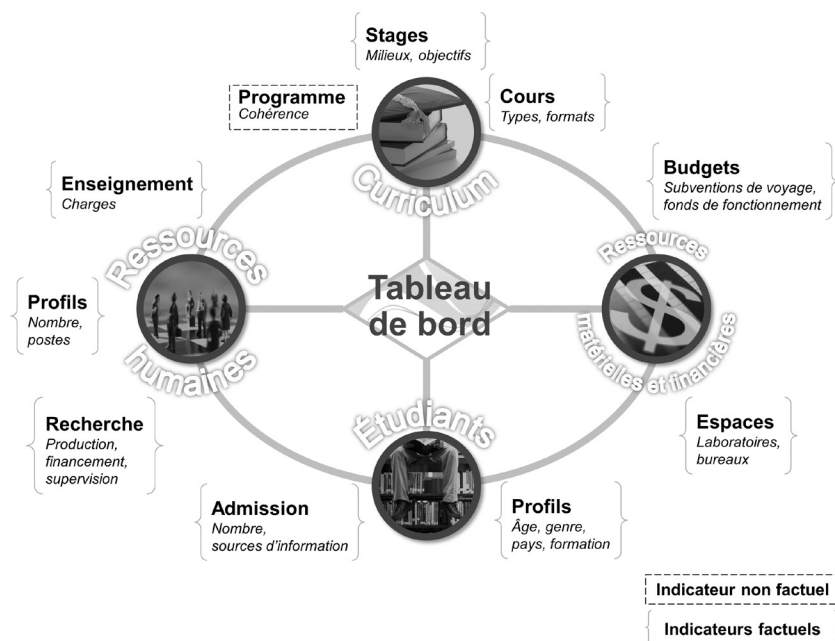 Stages
Milieux, objectifs
Programme
Cohérence
Cours
Types, formats
Curriculum
Enseignement
Charges
Budgets
Subventions de voyage,
fonds de fonctionnement
Ressources
humaines
Ressources
matérielles et financières
Tableau
de bord
Profils
Nombre,
postes
Recherche
Production,
financement,
supervision
Espaces
Laboratoires,
bureaux
Étudiants
Admission
Nombre,
sources d'information
Profils
Âge, genre,
pays, formation
Indicateur non factuel
Indicateurs factuels